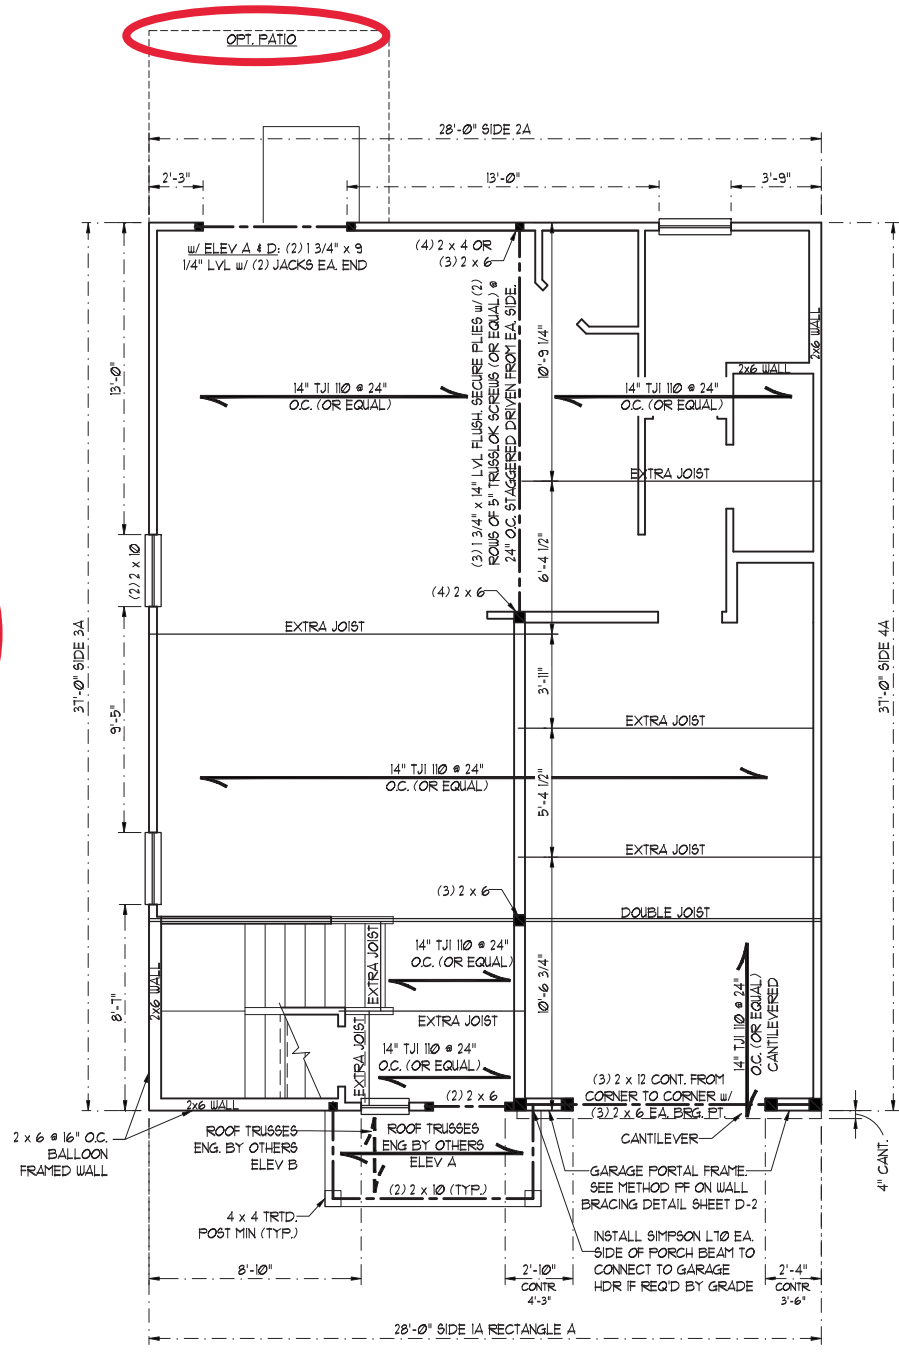 OPT. PATIO
28'-0" SIDE 2A
2'-3"
13'-0"
3'-9"
w/ ELEV A & D: (2) 1 3/4" x 9
1/4" LVL w/ (2) JACKS EA. END
(4) 2 x 4 OR
(3) 2 x 6
(3) 1 3/4" x 14" LVL FLUSH. SECURE PLIES w/ (2)
ROWS OF 5" TRUSSLOK SCREWS (OR EQUAL) @
24" O.C. STAGGERED DRIVEN FROM EA. SIDE.
10'-9 1/4"
2x6 WALL
2x6 WALL
13'-0"
14" TJI 110 @ 24"
O.C. (OR EQUAL)
14" TJI 110 @ 24"
O.C. (OR EQUAL)
EXTRA JOIST
(2) 2 x 10
6'-4 1/2"
(4) 2 x 6
EXTRA JOIST
37'-0" SIDE 3A
37'-0" SIDE 4A
9'-5"
3'-11"
EXTRA JOIST
14" TJI 110 @ 24"
O.C. (OR EQUAL)
5'-4 1/2"
EXTRA JOIST
(3) 2 x 6
DOUBLE JOIST
8'-7"
2x6 WALL
EXTRA JOIST
14" TJI 110 @ 24"
O.C. (OR EQUAL)
10'-6 3/4"
EXTRA JOIST
14" TJI 110 @ 24"
O.C. (OR EQUAL)
CANTILEVERED
EXTRA JOIST
14" TJI 110 @ 24"
O.C. (OR EQUAL)
(2) 2 x 6
(3) 2 x 12 CONT. FROM
CORNER TO CORNER w/
(3) 2 x 6 EA. BRG. PT.
2x6 WALL
CANTILEVER
2 x 6 @ 16" O.C.
BALLOON
FRAMED WALL
ROOF TRUSSES
ENG. BY OTHERS
ELEV B
ROOF TRUSSES
ENG BY OTHERS
ELEV A
(2) 2 x 10 (TYP.)
4" CANT.
GARAGE PORTAL FRAME.
SEE METHOD PF ON WALL
BRACING DETAIL SHEET D-2
4 x 4 TRTD.
POST MIN (TYP.)
INSTALL SIMPSON L70 EA.
SIDE OF PORCH BEAM TO
CONNECT TO GARAGE
HDR IF REQ'D BY GRADE
8'-10"
2'-10"
CONTR
4'-3"
2'-4"
CONTR
3'-6"
28'-0" SIDE 1A RECTANGLE A